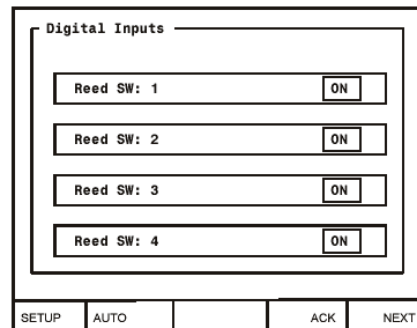 Digital Inputs
Reed SW: 1 ON
Reed SW: 2 ON
Reed SW: 3 ON
Reed SW: 4 ON
SETUP AUTO ACK NEXT